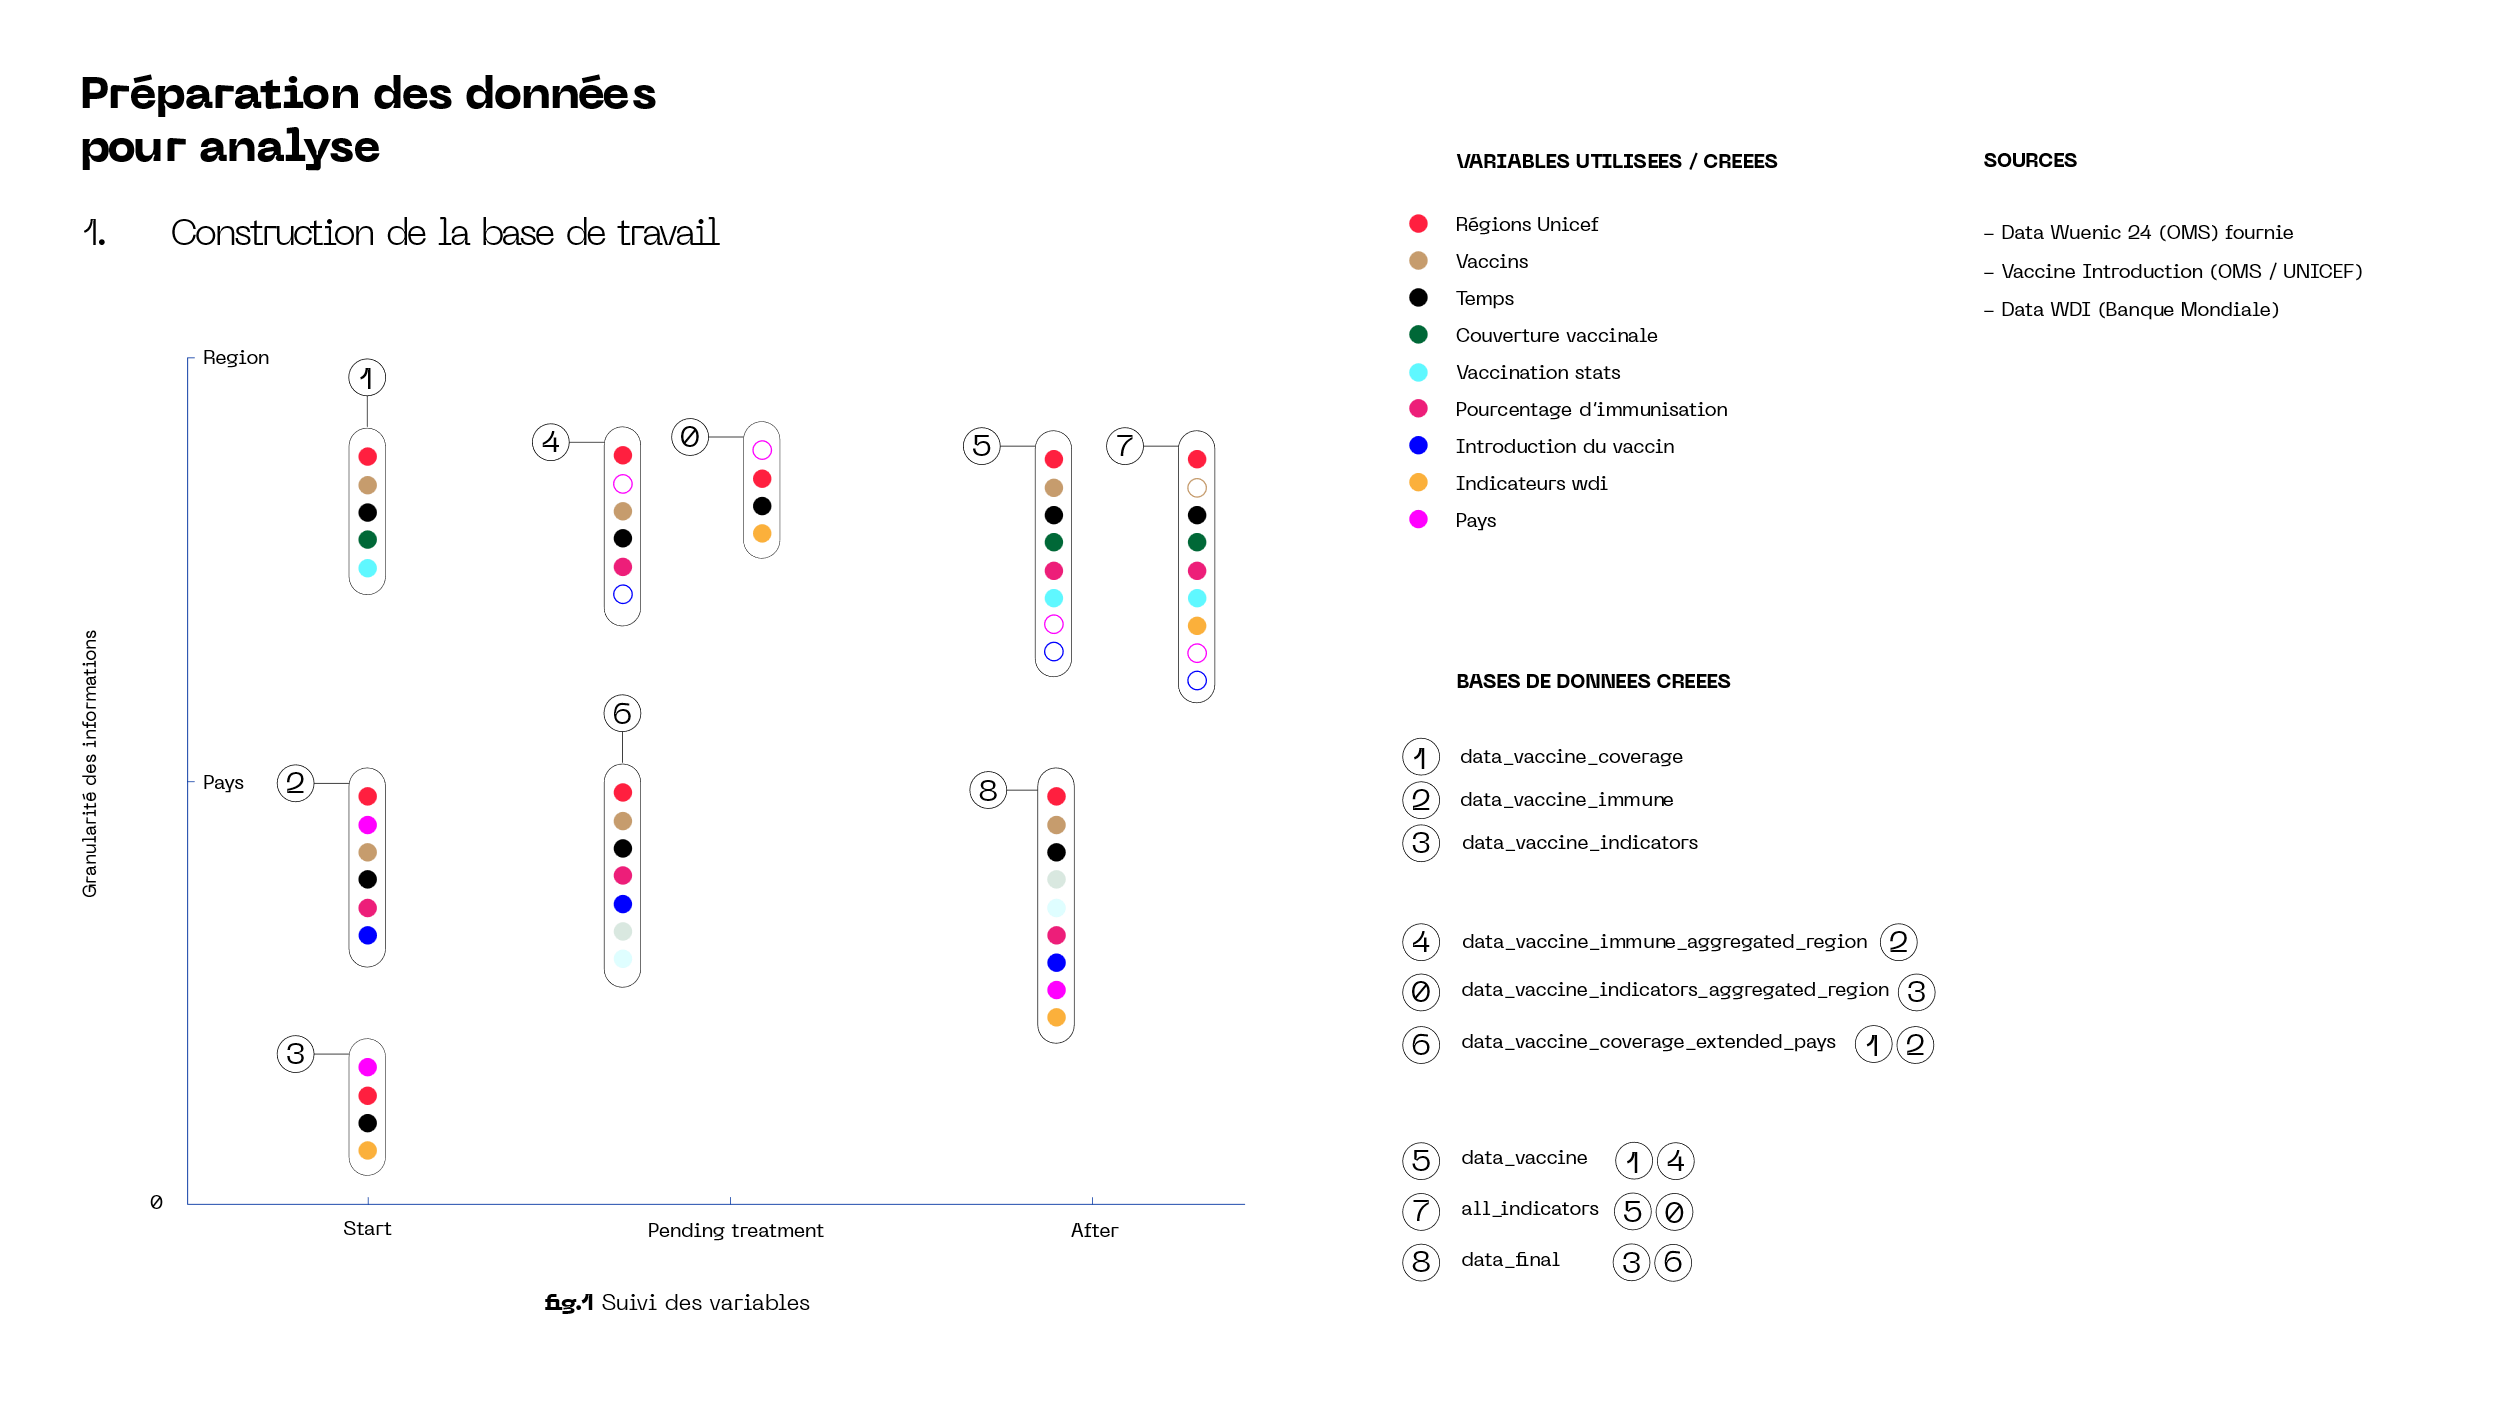 Préparation des données
pour analyse
1. Construction de la base de travail
Region
1
4
0
5
7
6
Granularité des informations
Pays
2
8
3
0
Start
Pending treatment
After
fig.1 Suivi des variables
VARIABLES UTILISEES / CREEES
Régions Unicef
Vaccins
Temps
Couverture vaccinale
Vaccination stats
Pourcentage d'immunisation
Introduction du vaccin
Indicateurs wdi
Pays
SOURCES
– Data Wuenic 24 (OMS) fournie
– Vaccine Introduction (OMS / UNICEF)
– Data WDI (Banque Mondiale)
BASES DE DONNEES CREEES
1 data_vaccine_coverage
2 data_vaccine_immune
3 data_vaccine_indicators
4 data_vaccine_immune_aggregated_region 2
0 data_vaccine_indicators_aggregated_region 3
6 data_vaccine_coverage_extended_pays 1 2
5 data_vaccine 1 4
7 all_indicators 5 0
8 data_final 3 6